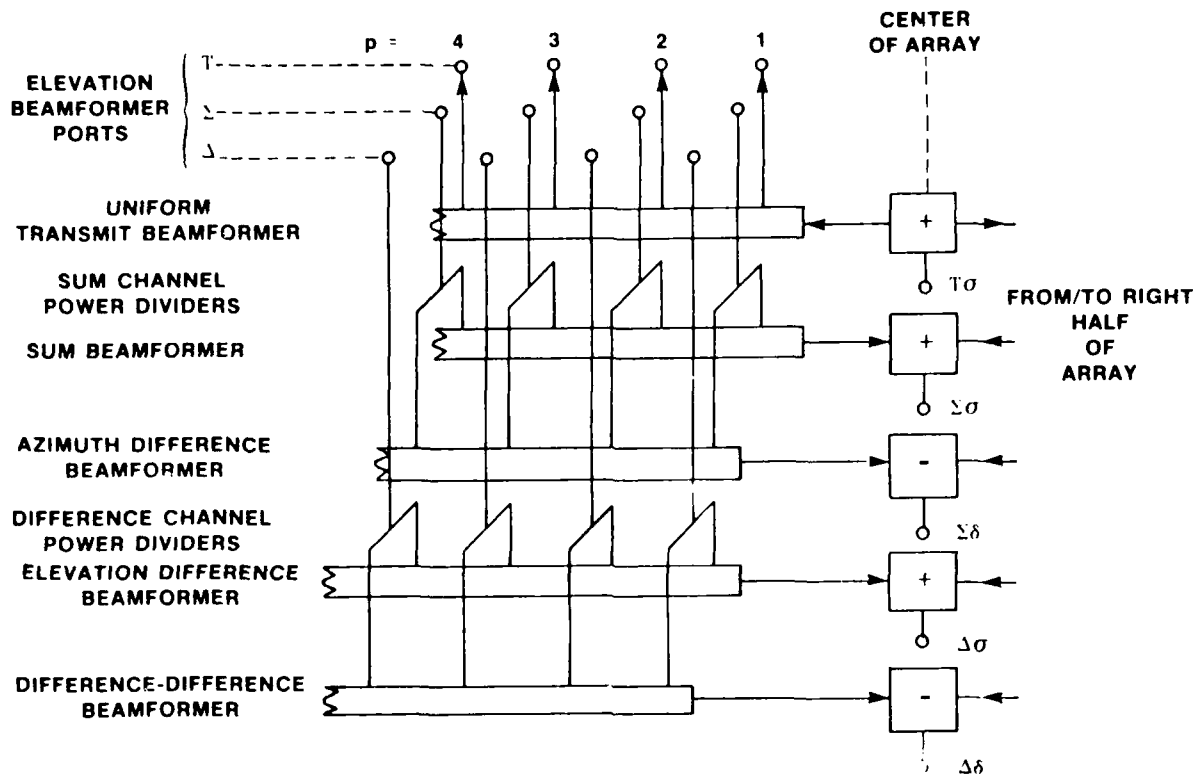 CENTER
OF ARRAY
p = 4 3 2 1
ELEVATION
BEAMFORMER
PORTS
T
Σ
Δ
UNIFORM
TRANSMIT BEAMFORMER
+
Tσ
SUM CHANNEL
POWER DIVIDERS
FROM/TO RIGHT
HALF
OF
ARRAY
SUM BEAMFORMER
+
Σσ
AZIMUTH DIFFERENCE
BEAMFORMER
-
Σδ
DIFFERENCE CHANNEL
POWER DIVIDERS
ELEVATION DIFFERENCE
BEAMFORMER
+
Δσ
DIFFERENCE-DIFFERENCE
BEAMFORMER
-
Δδ